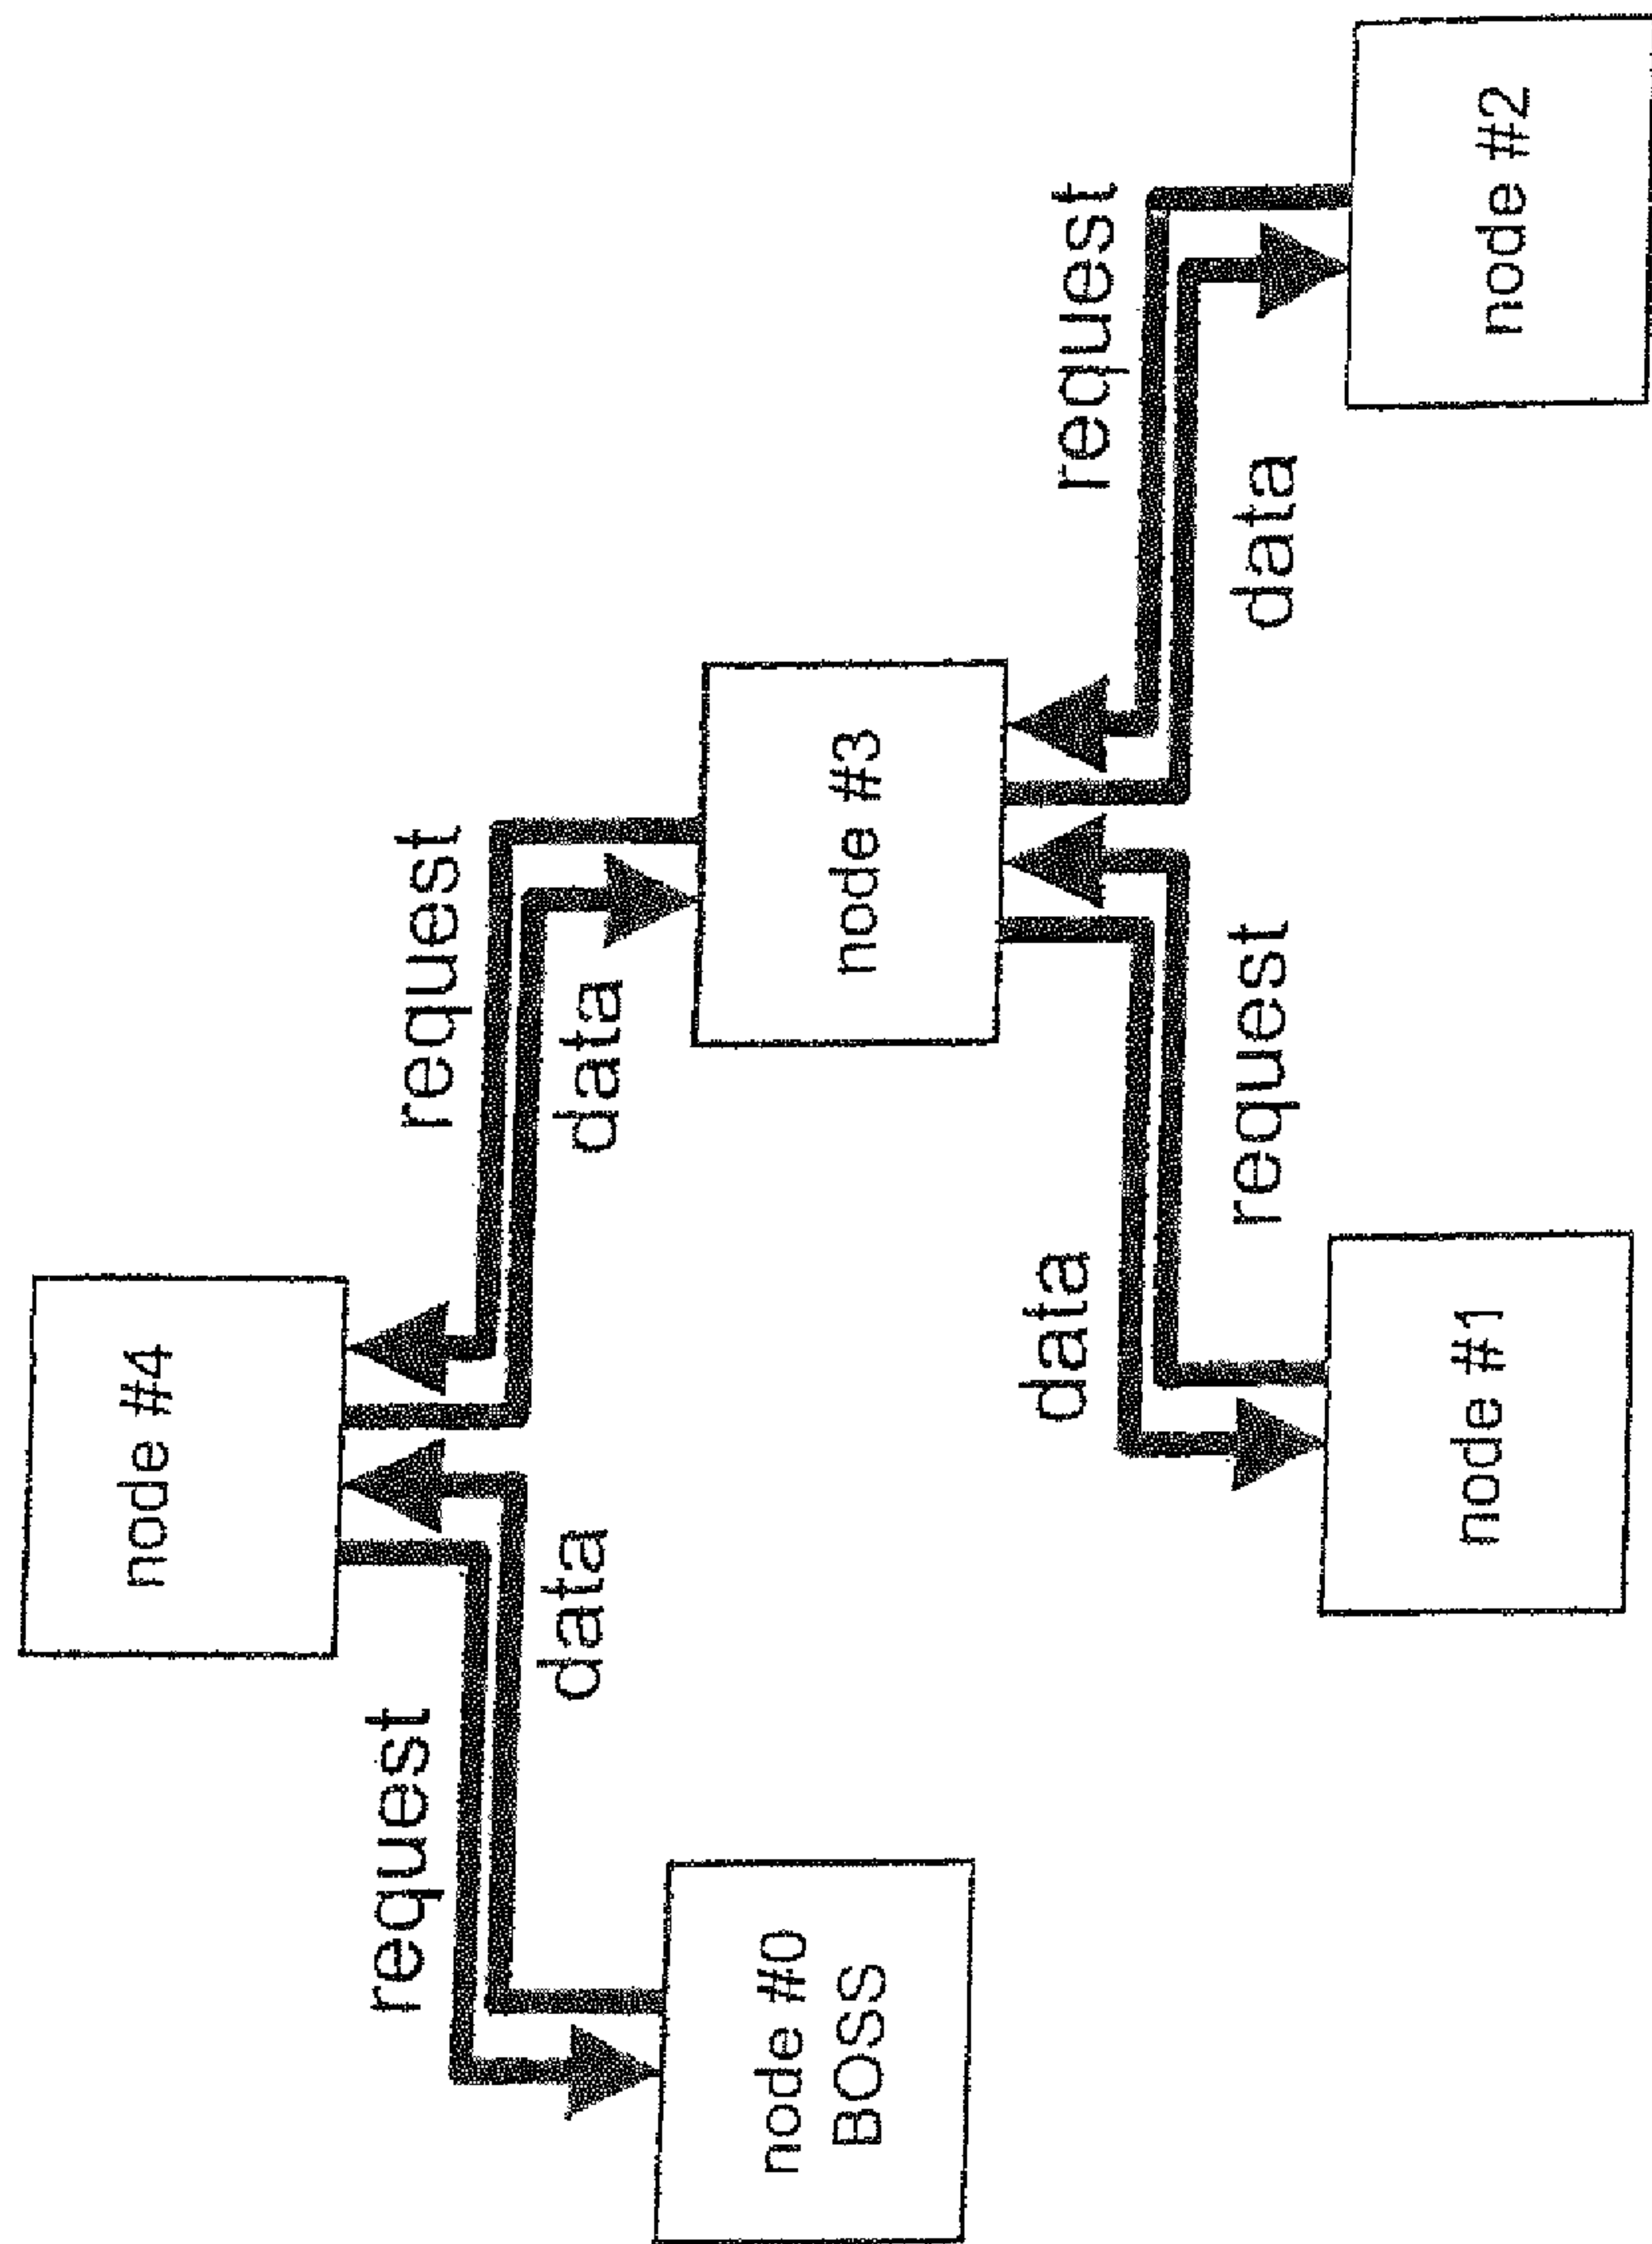 node #4
request
request
data
data
node #0
BOSS
node #3
data
request
request
data
node #1
node #2